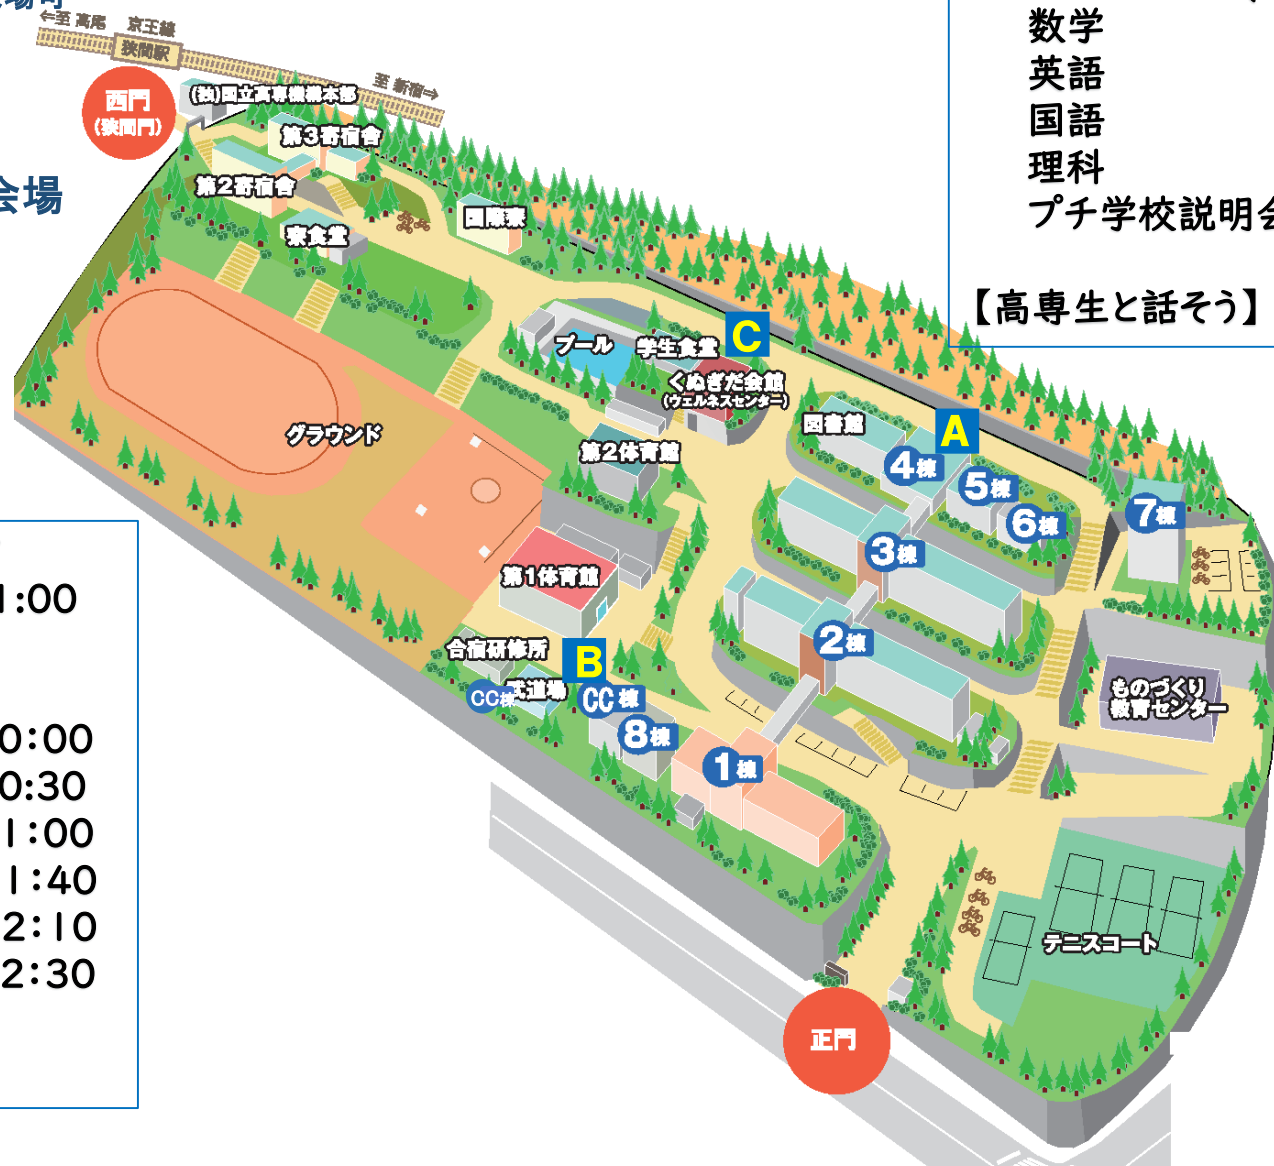 場可
←至 高尾 京王線
狭間駅
至 新宿→
西門
(狭間門)
(独)国立高専機構本部
第3寄宿舎
第2寄宿舎
寮食堂
国際寮
会場
数学
英語
国語
理科
プチ学校説明会
【高専生と話そう】
プール
学生食堂
C
くぬぎだ会館
(ウェルネスセンター)
図書館
A
4棟
5棟
6棟
7棟
グラウンド
第2体育館
3棟
第1体育館
2棟
合宿研修所
B
CC棟
武道場
CC棟
8棟
1棟
ものづくり
教育センター
テニスコート
正門
1:00
0:00
0:30
1:00
1:40
2:10
2:30